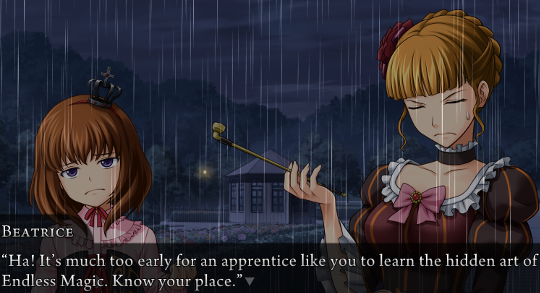 Beatrice
“Ha! It’s much too early for an apprentice like you to learn the hidden art of
Endless Magic. Know your place.”